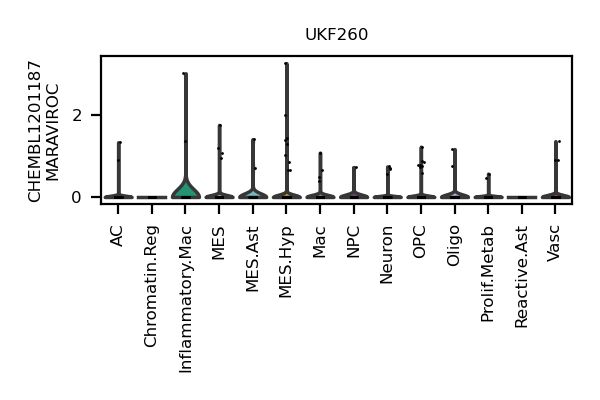 UKF260
CHEMBL1201187
MARAVIROC
2
0
AC
Chromatin.Reg
Inflammatory.Mac
MES
MES.Ast
MES.Hyp
Mac
NPC
Neuron
OPC
Oligo
Prolif.Metab
Reactive.Ast
Vasc